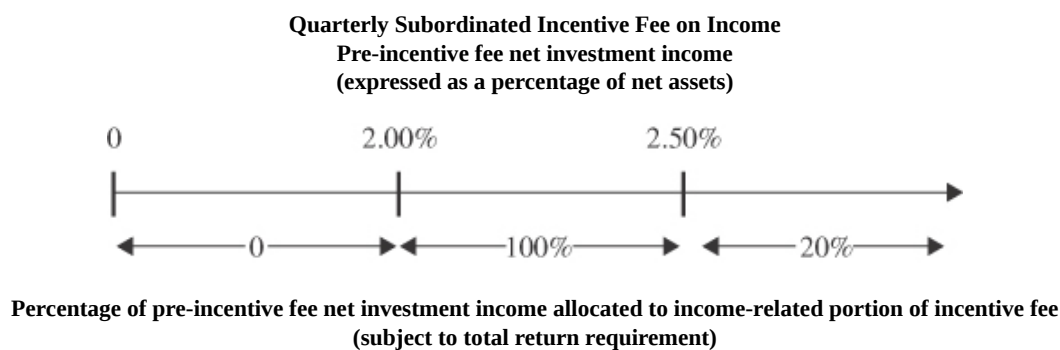 Quarterly Subordinated Incentive Fee on Income
Pre-incentive fee net investment income
(expressed as a percentage of net assets)
0 2.00% 2.50%
0 100% 20%
Percentage of pre-incentive fee net investment income allocated to income-related portion of incentive fee
(subject to total return requirement)